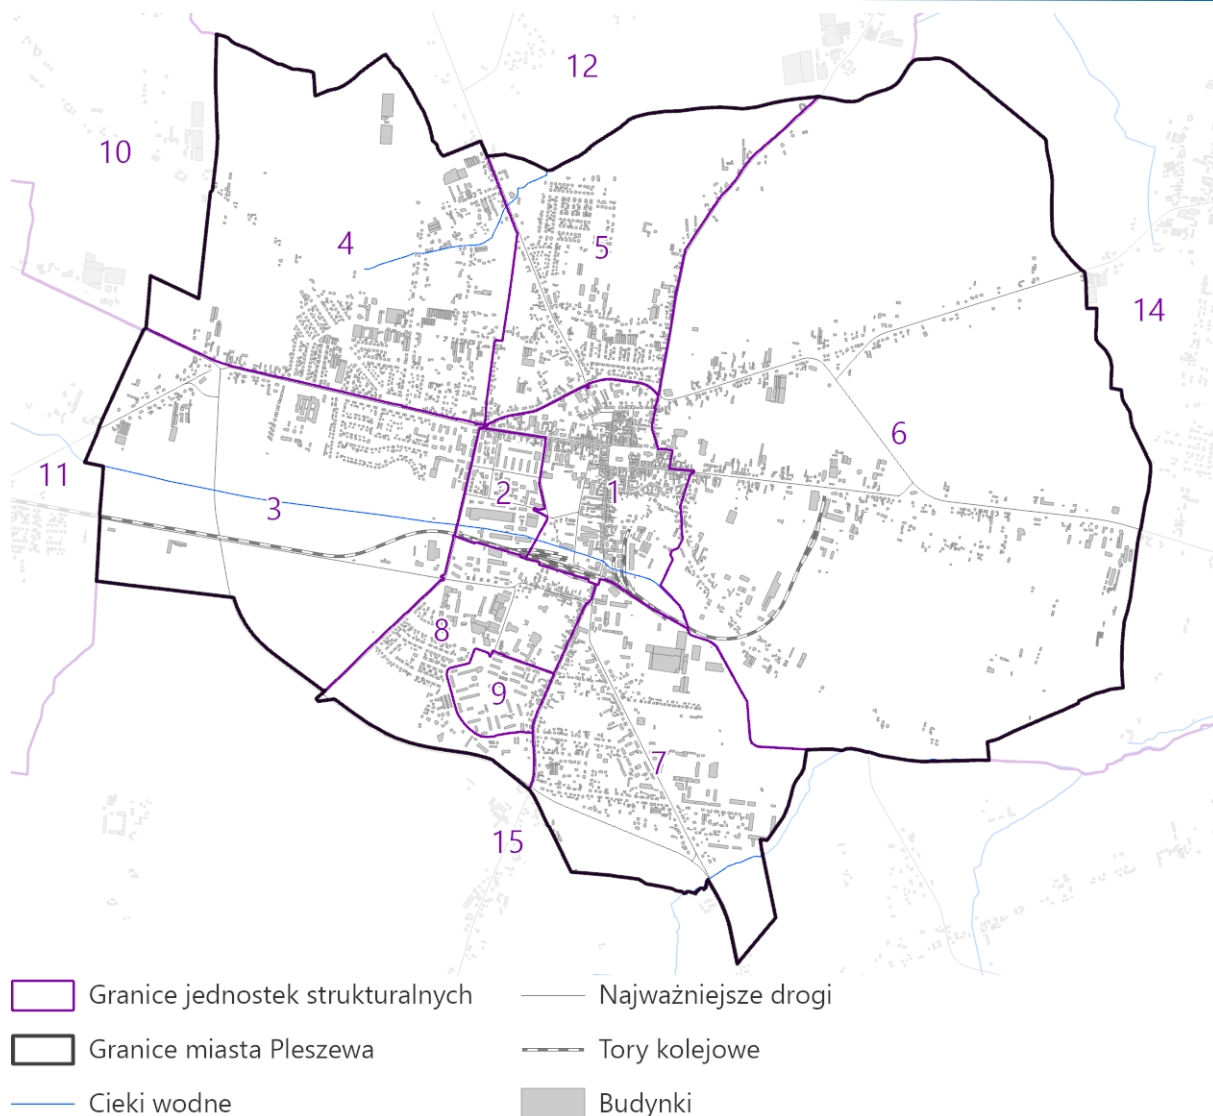 12
10
4
5
14
6
11
3
2
1
8
9
7
15
Granice jednostek strukturalnych
Najważniejsze drogi
Granice miasta Pleszewa
Tory kolejowe
Cieki wodne
Budynki